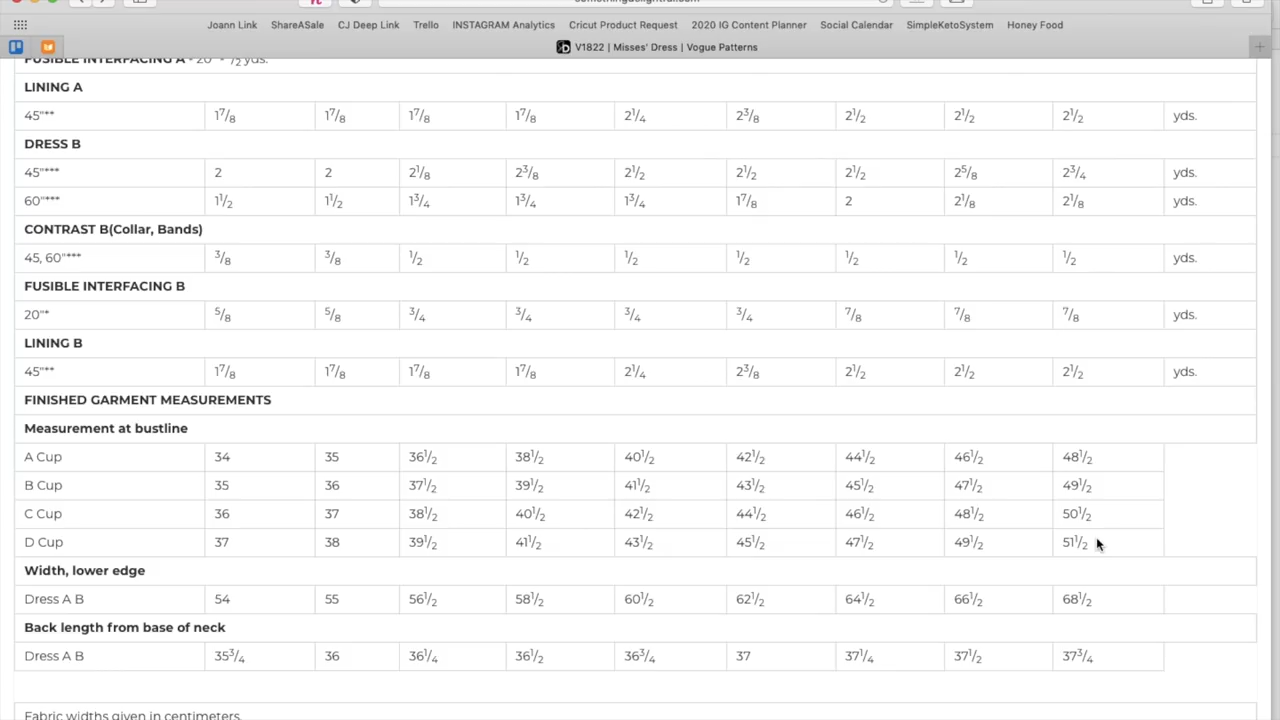 Joann Link ShareASale CJ Deep Link Trello INSTAGRAM Analytics Cricut Product Request 2020 IG Content Planner Social Calendar SimpleKetoSystem Honey Food
V1822 | Misses' Dress | Vogue Patterns
FUSIBLE INTERFACING A - 20" * 1/2 yds.
LINING A
45"** 1 7/8 1 7/8 1 7/8 1 7/8 2 1/4 2 3/8 2 1/2 2 1/2 2 1/2 yds.
DRESS B
45"*** 2 2 2 1/8 2 3/8 2 1/2 2 1/2 2 1/2 2 5/8 2 3/4 yds.
60"*** 1 1/2 1 1/2 1 3/4 1 3/4 1 3/4 1 7/8 2 2 1/8 2 1/8 yds.
CONTRAST B(Collar, Bands)
45, 60"*** 3/8 3/8 1/2 1/2 1/2 1/2 1/2 1/2 1/2 yds.
FUSIBLE INTERFACING B
20"* 5/8 5/8 3/4 3/4 3/4 3/4 7/8 7/8 7/8 yds.
LINING B
45"** 1 7/8 1 7/8 1 7/8 1 7/8 2 1/4 2 3/8 2 1/2 2 1/2 2 1/2 yds.
FINISHED GARMENT MEASUREMENTS
Measurement at bustline
A Cup 34 35 36 1/2 38 1/2 40 1/2 42 1/2 44 1/2 46 1/2 48 1/2
B Cup 35 36 37 1/2 39 1/2 41 1/2 43 1/2 45 1/2 47 1/2 49 1/2
C Cup 36 37 38 1/2 40 1/2 42 1/2 44 1/2 46 1/2 48 1/2 50 1/2
D Cup 37 38 39 1/2 41 1/2 43 1/2 45 1/2 47 1/2 49 1/2 51 1/2
Width, lower edge
Dress A B 54 55 56 1/2 58 1/2 60 1/2 62 1/2 64 1/2 66 1/2 68 1/2
Back length from base of neck
Dress A B 35 3/4 36 36 1/4 36 1/2 36 3/4 37 37 1/4 37 1/2 37 3/4
Fabric widths given in centimeters.